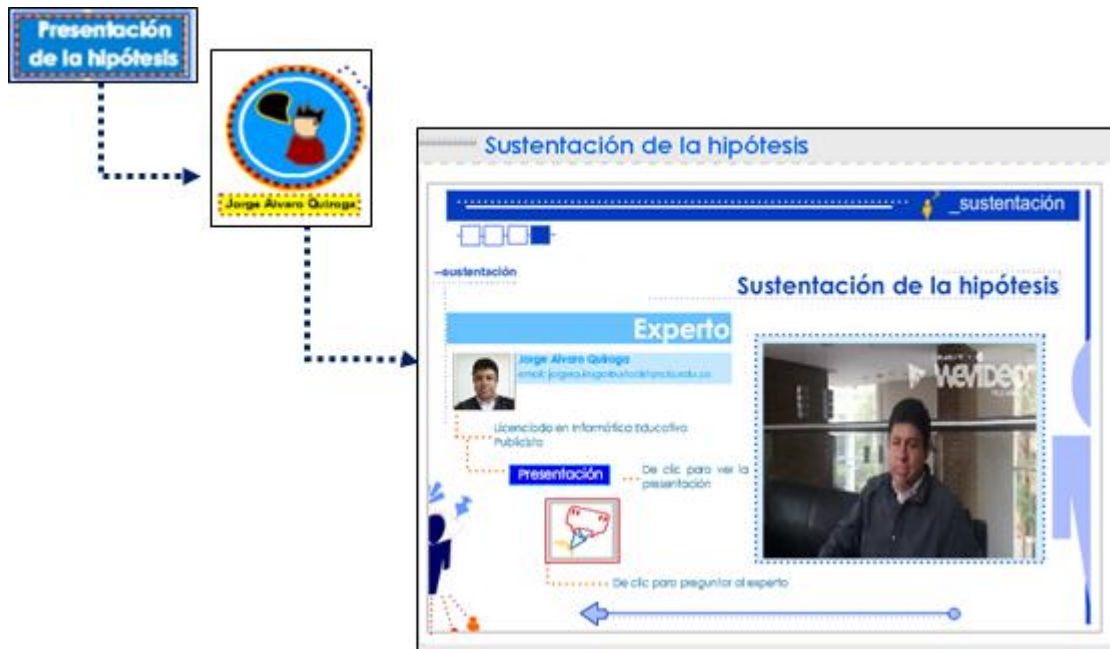 Presentación
de la hipótesis
Jorge Alvaro Quiroga
Sustentación de la hipótesis
_sustentación
–sustentación
Sustentación de la hipótesis
Experto
Jorge Alvaro Quiroga
email:
Licenciado en Informática Educativa
Publicista
Presentación
De clic para ver la
presentación
WEVIDEO
De clic para preguntar al experto